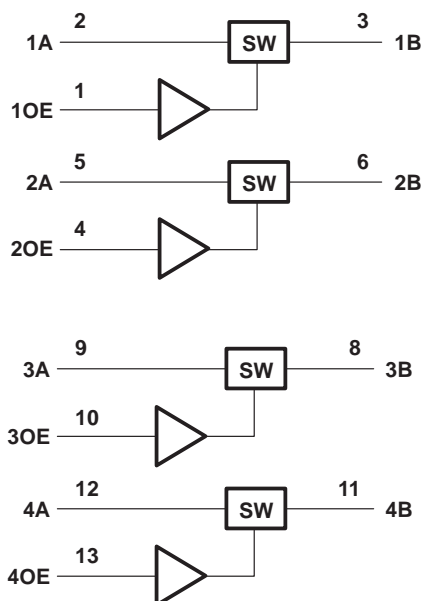 2 3
1A SW 1B
1
1OE
5 6
2A SW 2B
4
2OE
9 8
3A SW 3B
10
3OE
12 11
4A SW 4B
13
4OE